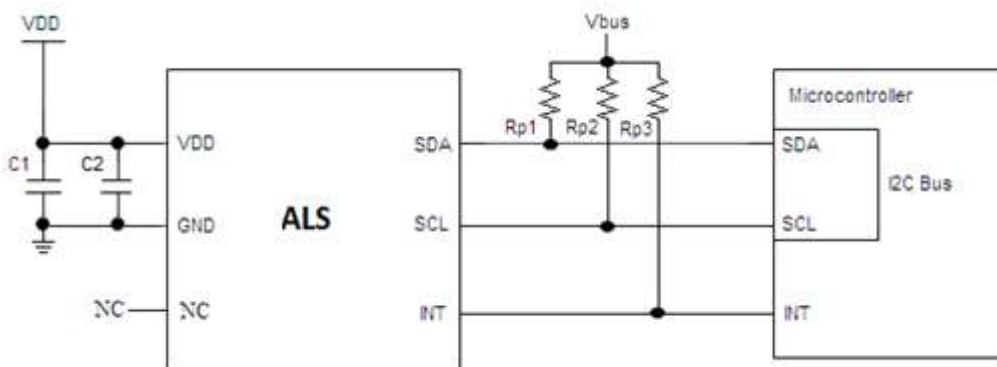 VDD
Vbus
Microcontroller
Rp1 Rp2 Rp3
C1 C2 VDD SDA SDA
I2C Bus
ALS
GND SCL SCL
NC NC INT INT